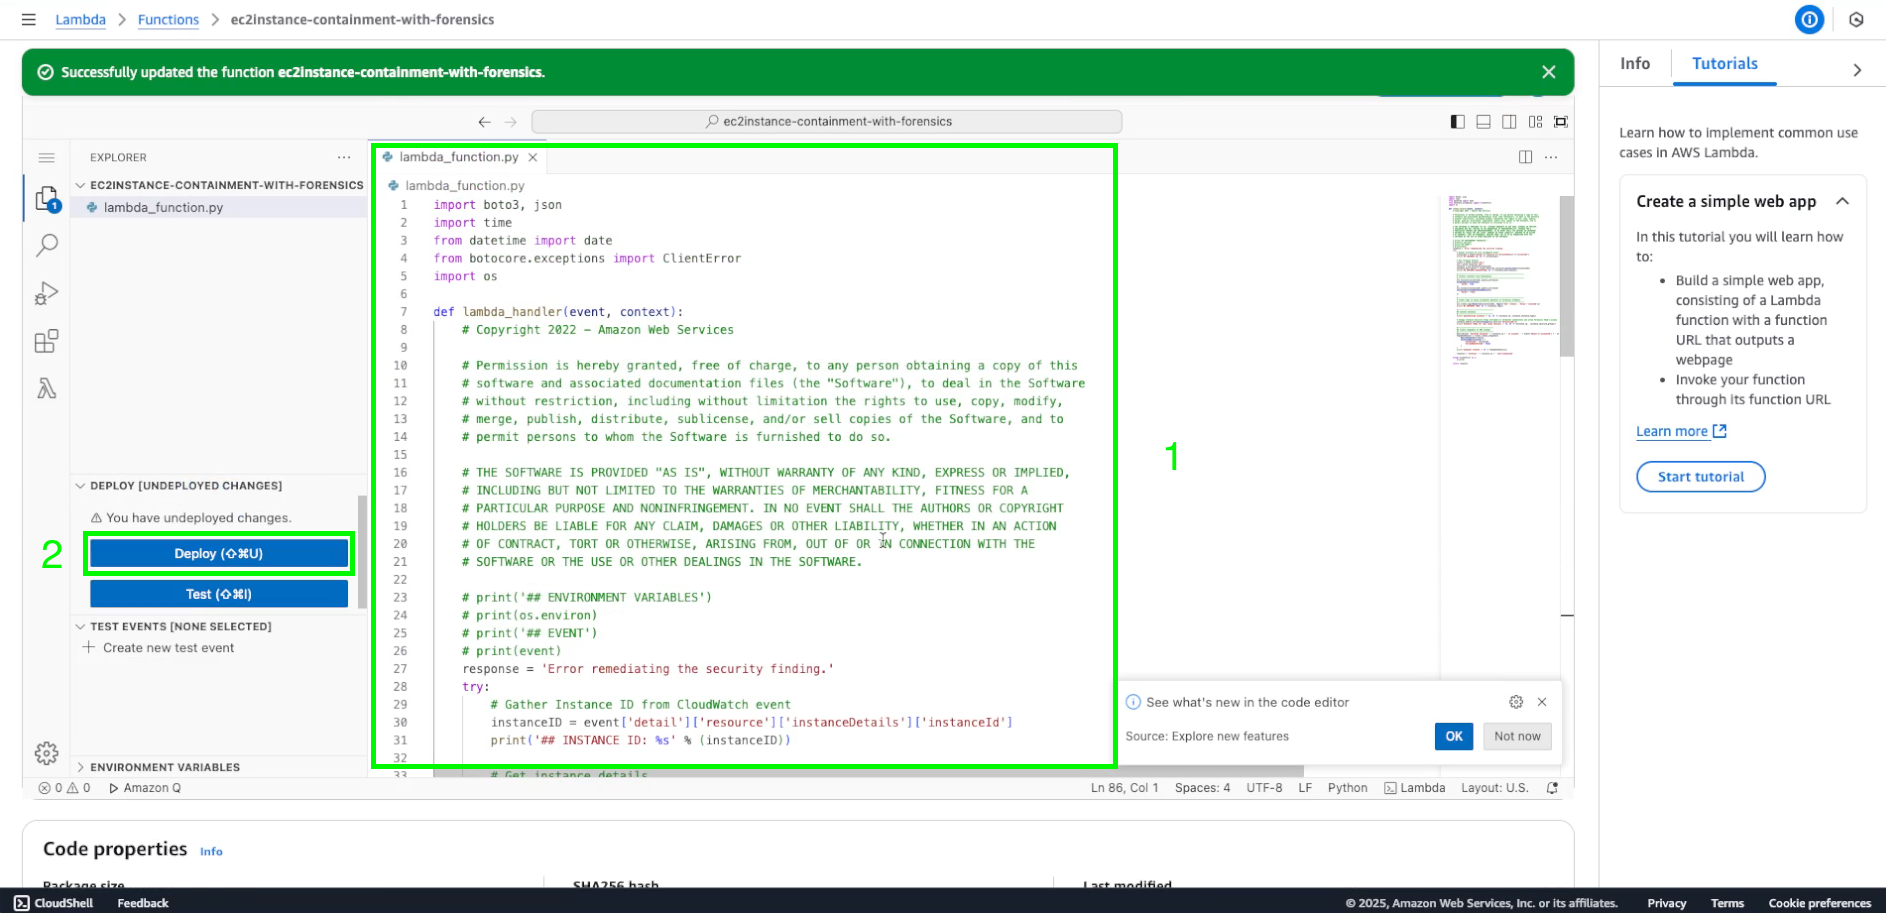 Lambda > Functions > ec2instance-containment-with-forensics
Successfully updated the function ec2instance-containment-with-forensics.
Info
Tutorials
ec2instance-containment-with-forensics
EXPLORER
EC2INSTANCE-CONTAINMENT-WITH-FORENSICS
lambda_function.py
1
lambda_function.py
lambda_function.py
1 import boto3, json
2 import time
3 from datetime import date
4 from botocore.exceptions import ClientError
5 import os
6
7 def lambda_handler(event, context):
8 # Copyright 2022 - Amazon Web Services
9
10 # Permission is hereby granted, free of charge, to any person obtaining a copy of this
11 # software and associated documentation files (the "Software"), to deal in the Software
12 # without restriction, including without limitation the rights to use, copy, modify,
13 # merge, publish, distribute, sublicense, and/or sell copies of the Software, and to
14 # permit persons to whom the Software is furnished to do so.
15
16 # THE SOFTWARE IS PROVIDED "AS IS", WITHOUT WARRANTY OF ANY KIND, EXPRESS OR IMPLIED,
17 # INCLUDING BUT NOT LIMITED TO THE WARRANTIES OF MERCHANTABILITY, FITNESS FOR A
18 # PARTICULAR PURPOSE AND NONINFRINGEMENT. IN NO EVENT SHALL THE AUTHORS OR COPYRIGHT
19 # HOLDERS BE LIABLE FOR ANY CLAIM, DAMAGES OR OTHER LIABILITY, WHETHER IN AN ACTION
20 # OF CONTRACT, TORT OR OTHERWISE, ARISING FROM, OUT OF OR IN CONNECTION WITH THE
21 # SOFTWARE OR THE USE OR OTHER DEALINGS IN THE SOFTWARE.
22
23 # print('## ENVIRONMENT VARIABLES')
24 # print(os.environ)
25 # print('## EVENT')
26 # print(event)
27 response = 'Error remediating the security finding.'
28 try:
29 # Gather Instance ID from CloudWatch event
30 instanceID = event['detail']['resource']['instanceDetails']['instanceId']
31 print('## INSTANCE ID: %s' % (instanceID))
32
33 # Get instance details
1
DEPLOY [UNDEPLOYED CHANGES]
You have undeployed changes.
2
Deploy (⇧⌘U)
Test (⇧⌘I)
TEST EVENTS [NONE SELECTED]
Create new test event
ENVIRONMENT VARIABLES
See what's new in the code editor
Source: Explore new features
OK
Not now
0 0 Amazon Q
Ln 86, Col 1 Spaces: 4 UTF-8 LF Python Lambda Layout: U.S.
Learn how to implement common use
cases in AWS Lambda.
Create a simple web app
In this tutorial you will learn how
to:
• Build a simple web app,
consisting of a Lambda
function with a function
URL that outputs a
webpage
• Invoke your function
through its function URL
Learn more
Start tutorial
Code properties Info
Package size
SHA256 hash
Last modified
CloudShell Feedback
© 2025, Amazon Web Services, Inc. or its affiliates. Privacy Terms Cookie preferences